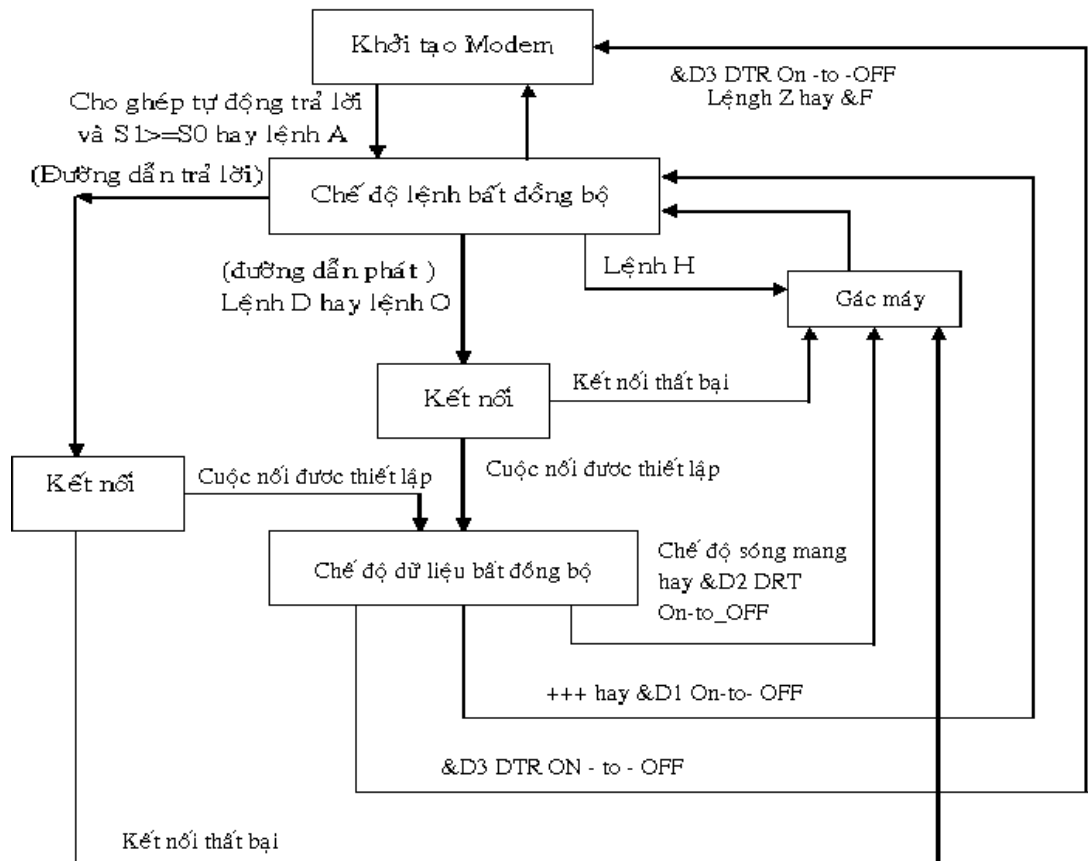 Khởi tạo Modem
&D3 DTR On -to -OFF
Lệngh Z hay &F
Cho ghép tự động trả lời
và S1>=S0 hay lệnh A
(Đường dẫn trả lời)
Chế độ lệnh bất đồng bộ
(đường dẫn phát )
Lệnh D hay lệnh O
Lệnh H
Gác máy
Kết nối
Kết nối thất bại
Kết nối
Cuộc nối đươc thiết lập
Cuộc nối đươc thiết lập
Chế độ dữ liệu bất đồng bộ
Chế độ sóng mang
hay &D2 DRT
On-to_OFF
+++ hay &D1 On-to- OFF
&D3 DTR ON - to - OFF
Kết nối thất bại